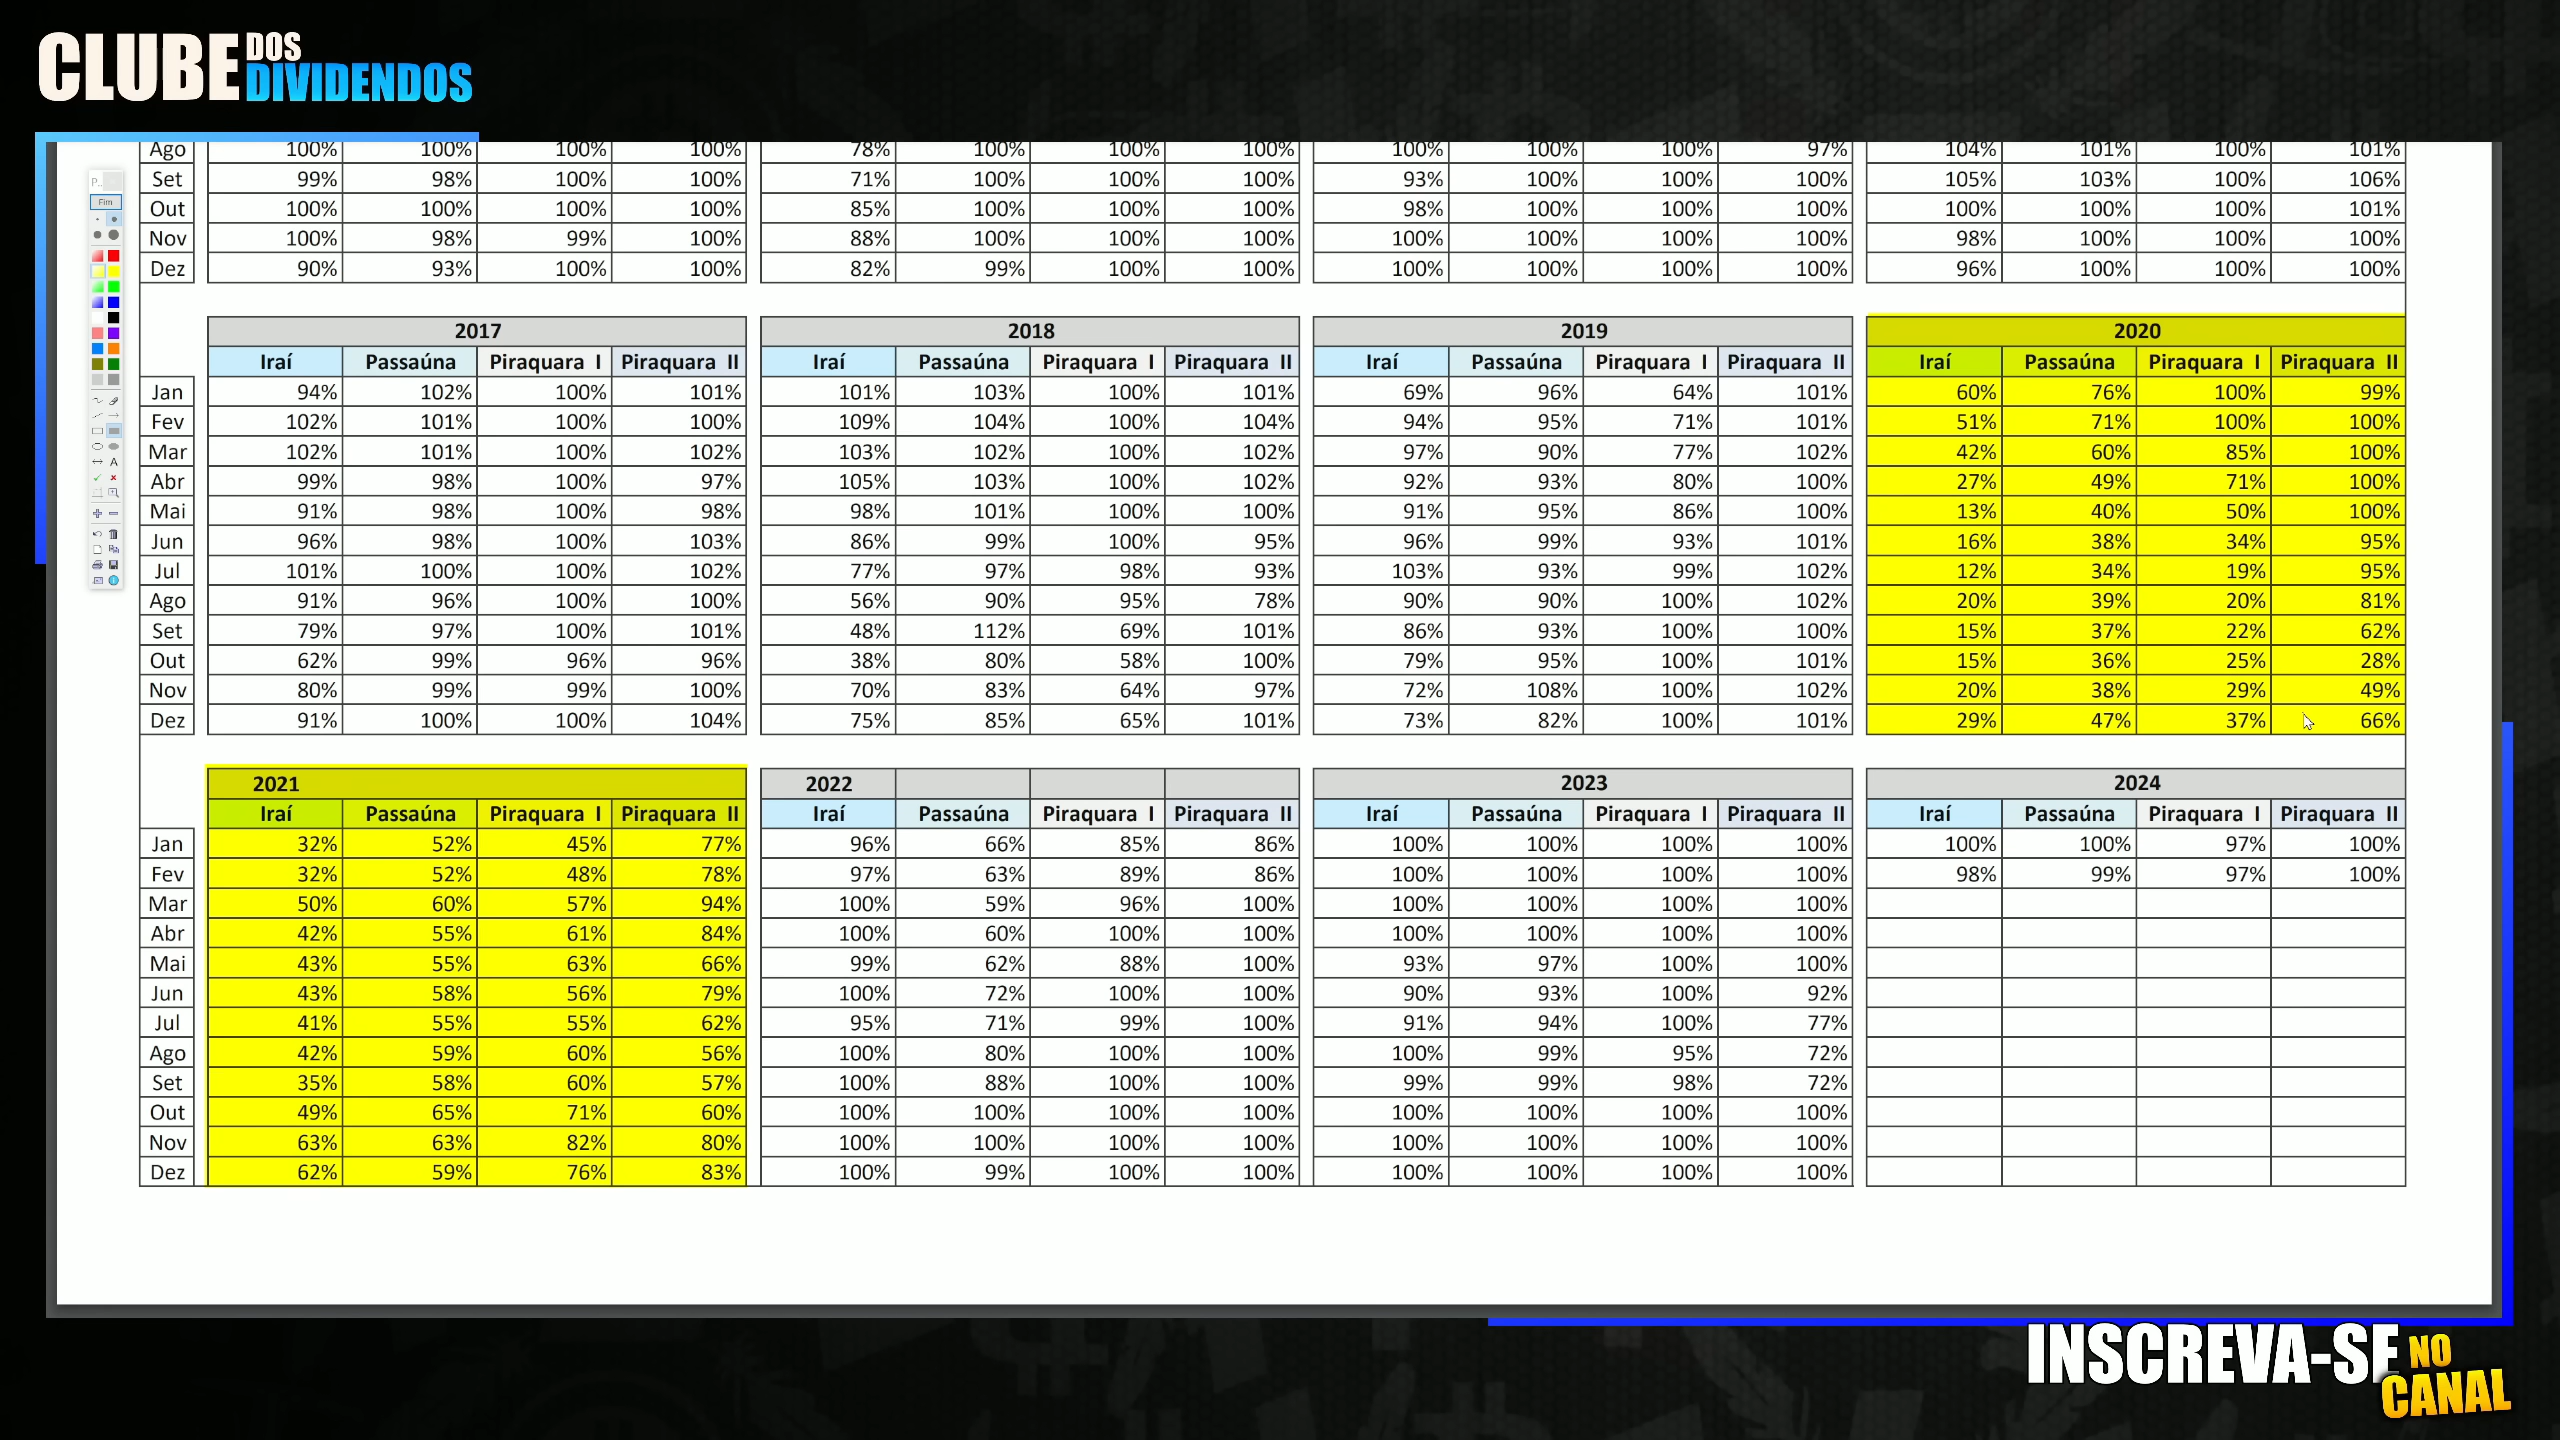 CLUBE DOS
DIVIDENDOS
Ago 100% 100% 100% 100% 78% 100% 100% 100% 100% 100% 100% 97% 104% 101% 100% 101%
Set 99% 98% 100% 100% 71% 100% 100% 100% 93% 100% 100% 100% 105% 103% 100% 106%
Out 100% 100% 100% 100% 85% 100% 100% 100% 98% 100% 100% 100% 100% 100% 100% 101%
Nov 100% 98% 99% 100% 88% 100% 100% 100% 100% 100% 100% 100% 98% 100% 100% 100%
Dez 90% 93% 100% 100% 82% 99% 100% 100% 100% 100% 100% 100% 96% 100% 100% 100%
Fim
A
2017 2018 2019 2020
Iraí Passaúna Piraquara I Piraquara II Iraí Passaúna Piraquara I Piraquara II Iraí Passaúna Piraquara I Piraquara II Iraí Passaúna Piraquara I Piraquara II
Jan 94% 102% 100% 101% 101% 103% 100% 101% 69% 96% 64% 101% 60% 76% 100% 99%
Fev 102% 101% 100% 100% 109% 104% 100% 104% 94% 95% 71% 101% 51% 71% 100% 100%
Mar 102% 101% 100% 102% 103% 102% 100% 102% 97% 90% 77% 102% 42% 60% 85% 100%
Abr 99% 98% 100% 97% 105% 103% 100% 102% 92% 93% 80% 100% 27% 49% 71% 100%
Mai 91% 98% 100% 98% 98% 101% 100% 100% 91% 95% 86% 100% 13% 40% 50% 100%
Jun 96% 98% 100% 103% 86% 99% 100% 95% 96% 99% 93% 101% 16% 38% 34% 95%
Jul 101% 100% 100% 102% 77% 97% 98% 93% 103% 93% 99% 102% 12% 34% 19% 95%
Ago 91% 96% 100% 100% 56% 90% 95% 78% 90% 90% 100% 102% 20% 39% 20% 81%
Set 79% 97% 100% 101% 48% 112% 69% 101% 86% 93% 100% 100% 15% 37% 22% 62%
Out 62% 99% 96% 96% 38% 80% 58% 100% 79% 95% 100% 101% 15% 36% 25% 28%
Nov 80% 99% 99% 100% 70% 83% 64% 97% 72% 108% 100% 102% 20% 38% 29% 49%
Dez 91% 100% 100% 104% 75% 85% 65% 101% 73% 82% 100% 101% 29% 47% 37% 66%
2021 2022 2023 2024
Iraí Passaúna Piraquara I Piraquara II Iraí Passaúna Piraquara I Piraquara II Iraí Passaúna Piraquara I Piraquara II Iraí Passaúna Piraquara I Piraquara II
Jan 32% 52% 45% 77% 96% 66% 85% 86% 100% 100% 100% 100% 100% 100% 97% 100%
Fev 32% 52% 48% 78% 97% 63% 89% 86% 100% 100% 100% 100% 98% 99% 97% 100%
Mar 50% 60% 57% 94% 100% 59% 96% 100% 100% 100% 100% 100%
Abr 42% 55% 61% 84% 100% 60% 100% 100% 100% 100% 100% 100%
Mai 43% 55% 63% 66% 99% 62% 88% 100% 93% 97% 100% 100%
Jun 43% 58% 56% 79% 100% 72% 100% 100% 90% 93% 100% 92%
Jul 41% 55% 55% 62% 95% 71% 99% 100% 91% 94% 100% 77%
Ago 42% 59% 60% 56% 100% 80% 100% 100% 100% 99% 95% 72%
Set 35% 58% 60% 57% 100% 88% 100% 100% 99% 99% 98% 72%
Out 49% 65% 71% 60% 100% 100% 100% 100% 100% 100% 100% 100%
Nov 63% 63% 82% 80% 100% 100% 100% 100% 100% 100% 100% 100%
Dez 62% 59% 76% 83% 100% 99% 100% 100% 100% 100% 100% 100%
INSCREVA-SE NO
CANAL